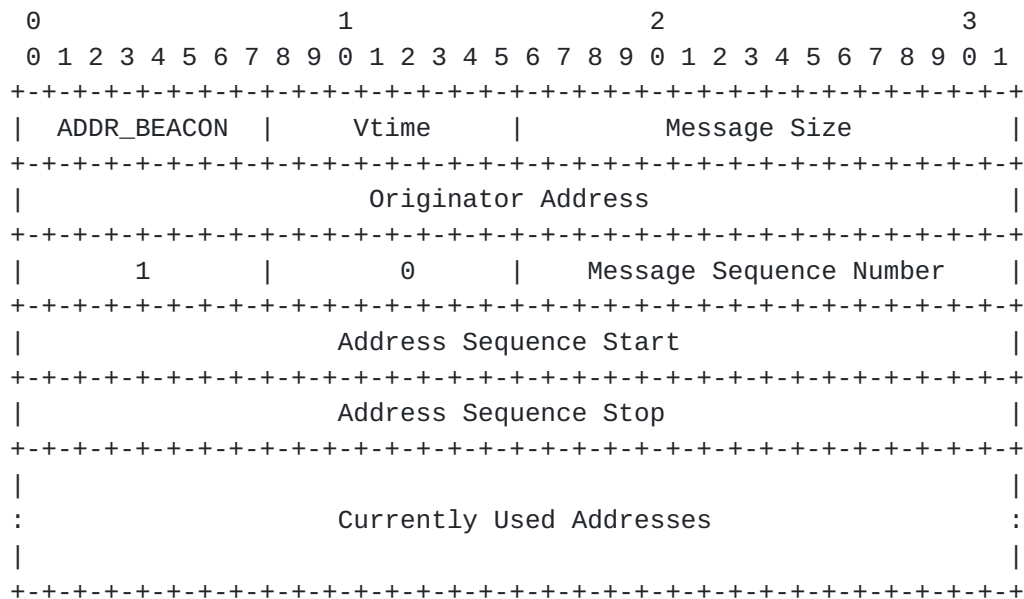 0                   1                   2                   3
 0 1 2 3 4 5 6 7 8 9 0 1 2 3 4 5 6 7 8 9 0 1 2 3 4 5 6 7 8 9 0 1
+-+-+-+-+-+-+-+-+-+-+-+-+-+-+-+-+-+-+-+-+-+-+-+-+-+-+-+-+-+-+-+-+
|  ADDR_BEACON  |     Vtime     |         Message Size          |
+-+-+-+-+-+-+-+-+-+-+-+-+-+-+-+-+-+-+-+-+-+-+-+-+-+-+-+-+-+-+-+-+
|                      Originator Address                       |
+-+-+-+-+-+-+-+-+-+-+-+-+-+-+-+-+-+-+-+-+-+-+-+-+-+-+-+-+-+-+-+-+
|       1       |        0      |    Message Sequence Number    |
+-+-+-+-+-+-+-+-+-+-+-+-+-+-+-+-+-+-+-+-+-+-+-+-+-+-+-+-+-+-+-+-+
|                    Address Sequence Start                     |
+-+-+-+-+-+-+-+-+-+-+-+-+-+-+-+-+-+-+-+-+-+-+-+-+-+-+-+-+-+-+-+-+
|                    Address Sequence Stop                      |
+-+-+-+-+-+-+-+-+-+-+-+-+-+-+-+-+-+-+-+-+-+-+-+-+-+-+-+-+-+-+-+-+
|                                                               |
:                    Currently Used Addresses                   :
|                                                               |
+-+-+-+-+-+-+-+-+-+-+-+-+-+-+-+-+-+-+-+-+-+-+-+-+-+-+-+-+-+-+-+-+